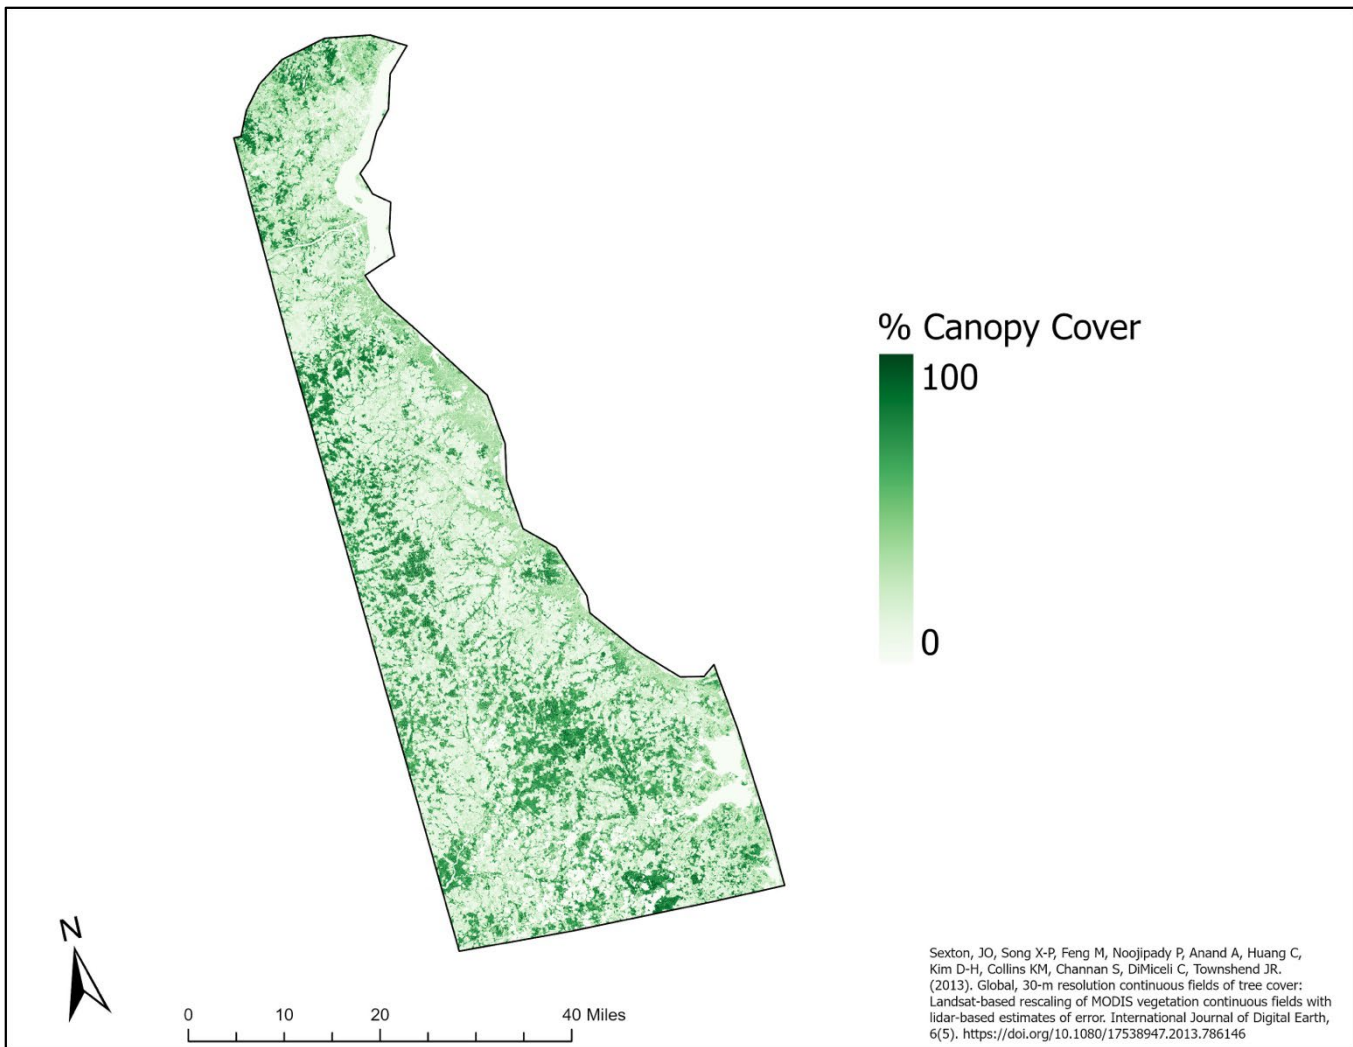 % Canopy Cover
100
0
N
0 10 20 40 Miles
Sexton, JO, Song X-P, Feng M, Noojipady P, Anand A, Huang C,
Kim D-H, Collins KM, Channan S, DiMiceli C, Townshend JR.
(2013). Global, 30-m resolution continuous fields of tree cover:
Landsat-based rescaling of MODIS vegetation continuous fields with
lidar-based estimates of error. International Journal of Digital Earth,
6(5). https://doi.org/10.1080/17538947.2013.786146